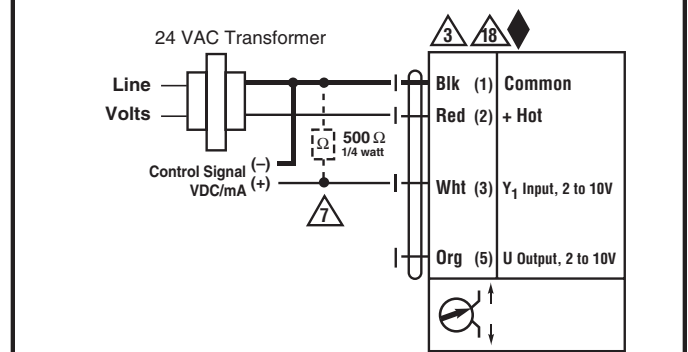 3 18
24 VAC Transformer
Line
Volts
Blk (1) Common
Red (2) + Hot
Ω 500 Ω
1/4 watt
Control Signal (–)
VDC/mA (+)
Wht (3) Y1 Input, 2 to 10V
7
Org (5) U Output, 2 to 10V